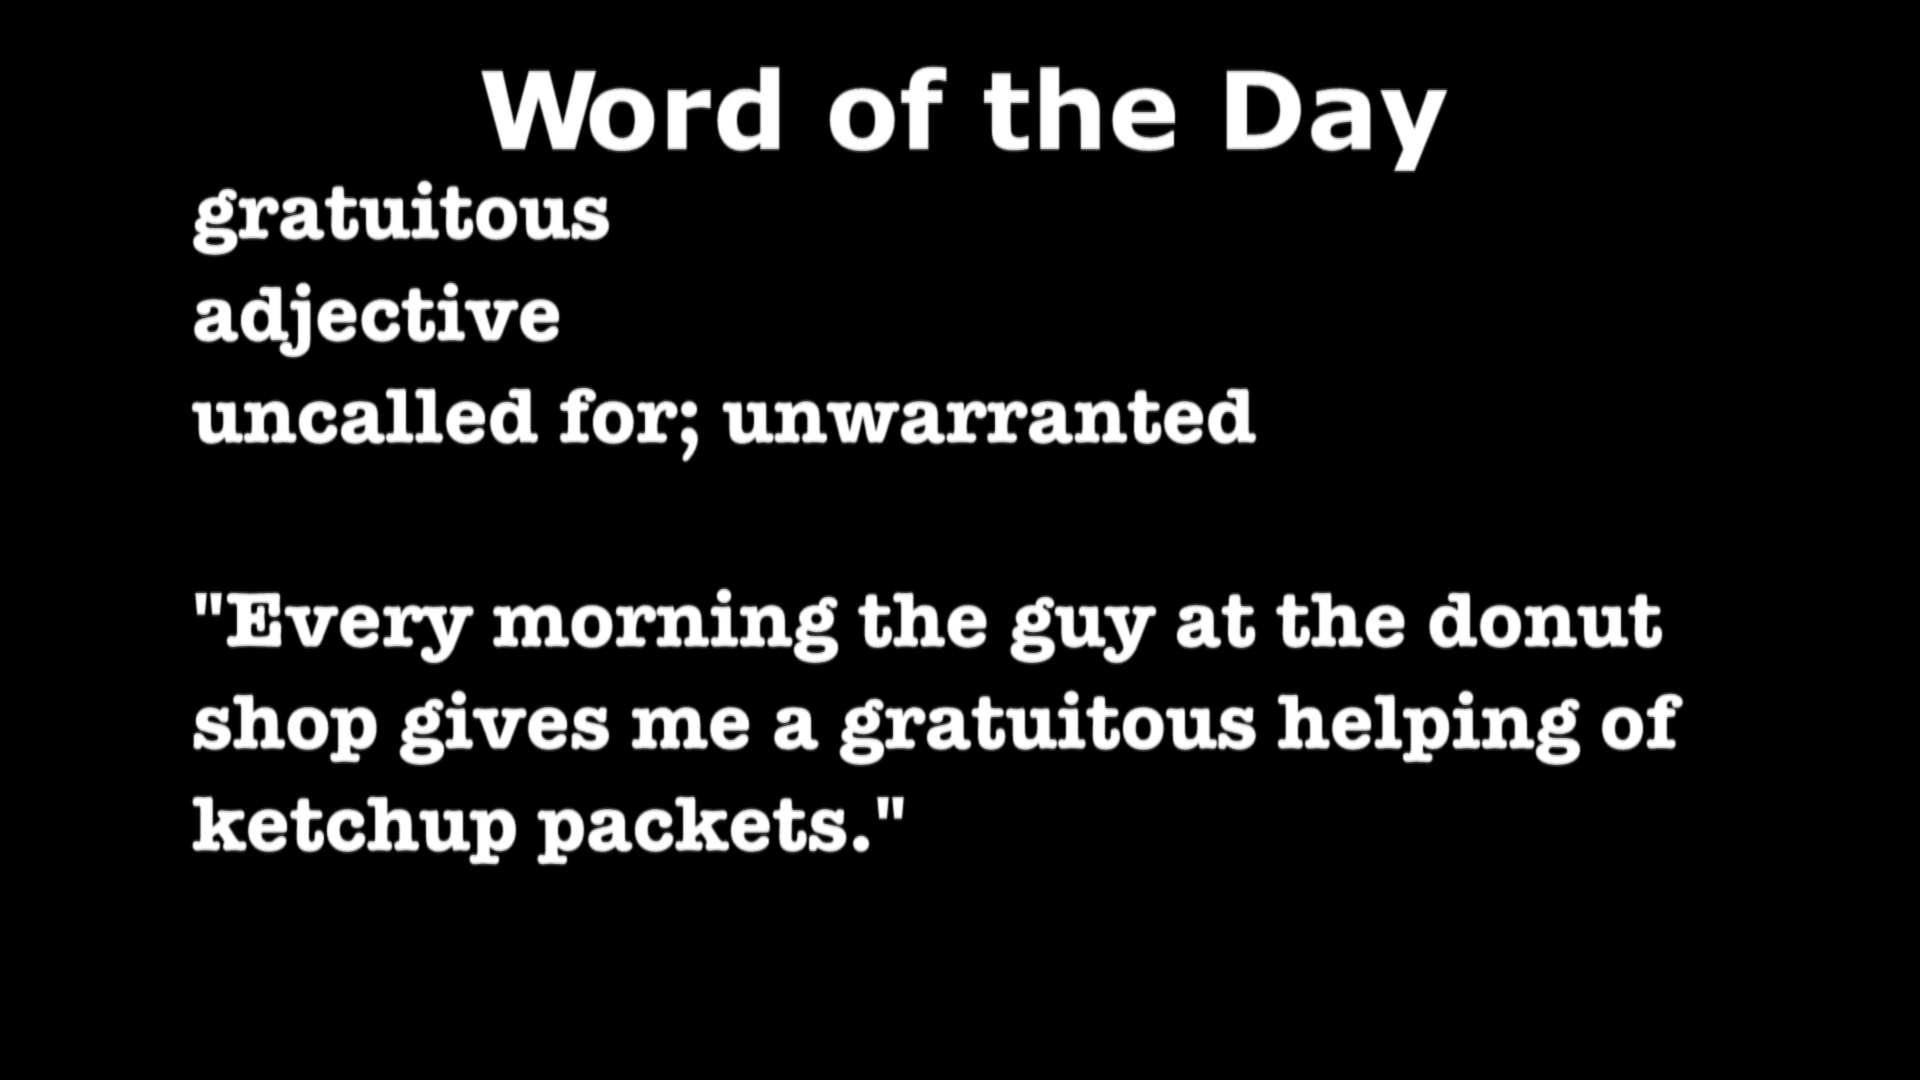 Word of the Day
gratuitous
adjective
uncalled for; unwarranted
"Every morning the guy at the donut
shop gives me a gratuitous helping of
ketchup packets."